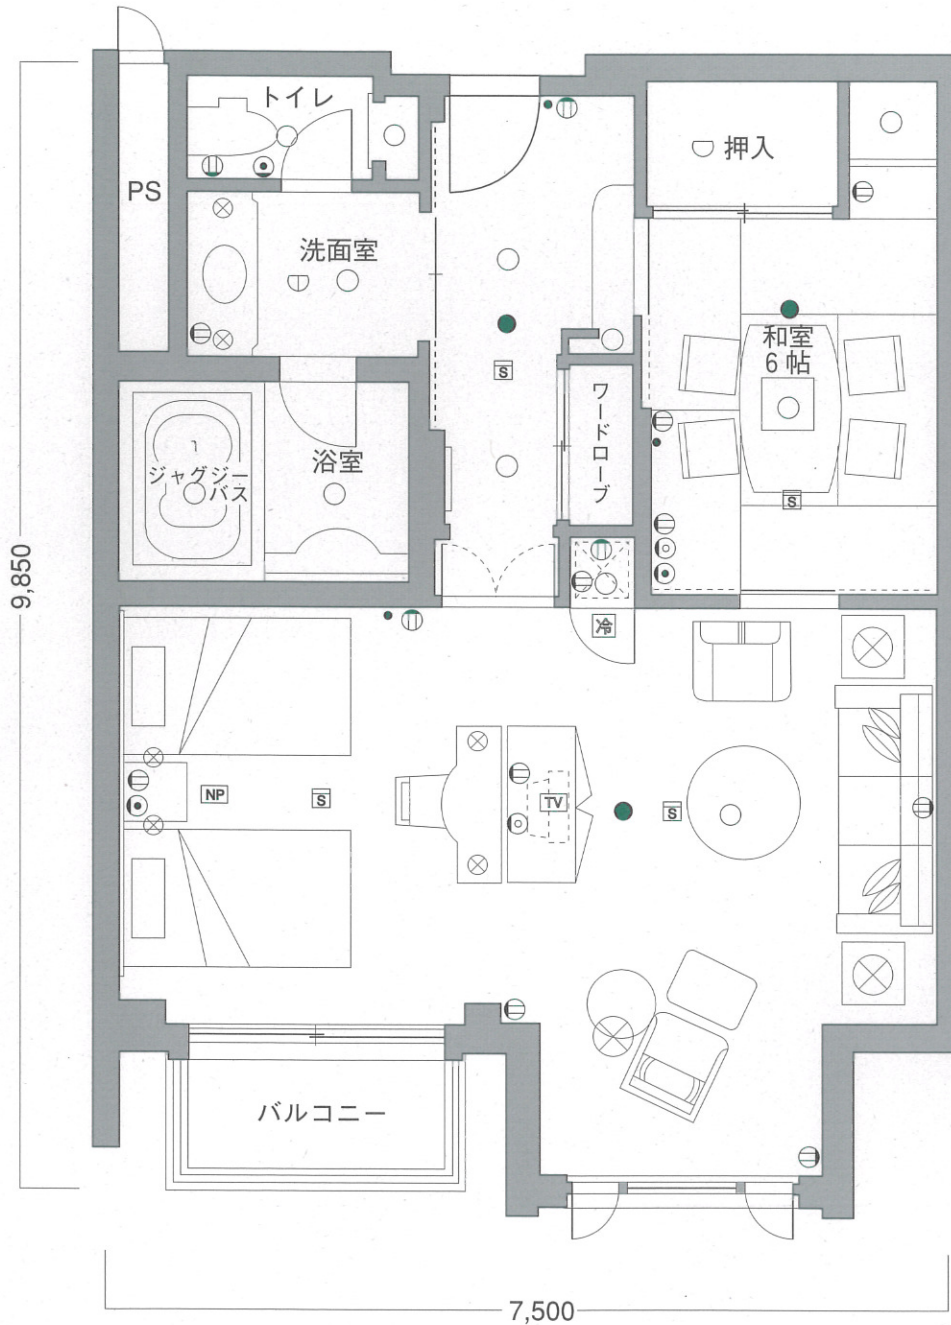 トイレ
押入
PS
洗面室
和室
6帖
S
ワードローブ
浴室
ジャグジー
バス
S
9,850
冷
NP
S
TV
S
バルコニー
7,500